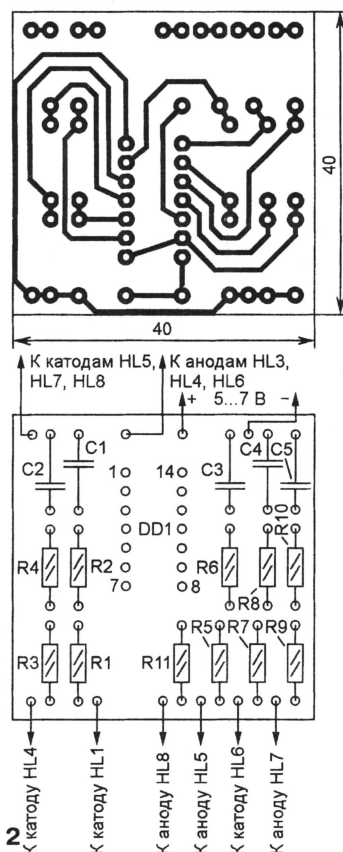 40
40
К катодам HL5,
HL7, HL8
К анодам HL3,
HL4, HL6
+ 5...7 В −
C2
C1
1
14
C3
C4
C5
DD1
R10
R4
R2
R6
7
8
R8
R3
R1
R11
R5
R7
R9
К катоду HL4
К катоду HL1
К аноду HL8
К аноду HL5
К катоду HL6
К аноду HL7
2